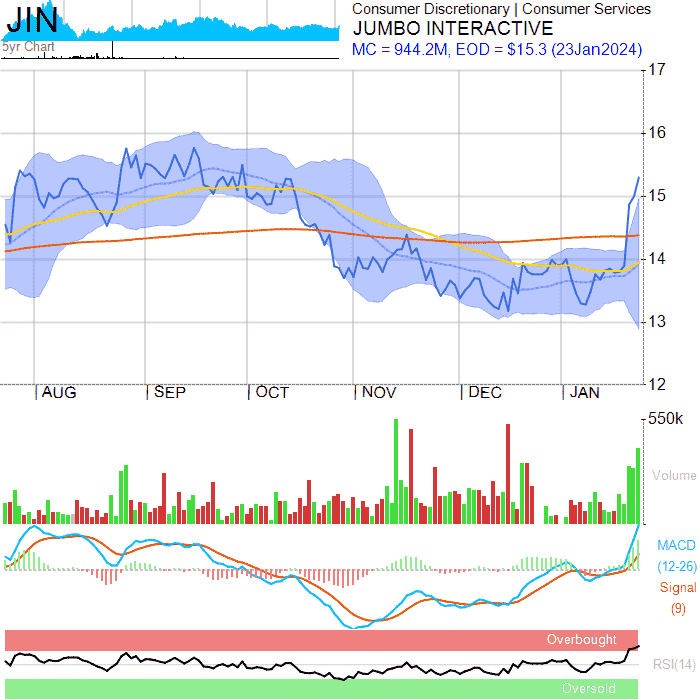 JIN
5yr Chart
Consumer Discretionary | Consumer Services
JUMBO INTERACTIVE
MC = 944.2M, EOD = $15.3 (23Jan2024)
17
16
15
14
13
12
AUG
SEP
OCT
NOV
DEC
JAN
550k
Volume
MACD
(12-26)
Signal
(9)
Overbought
RSI(14)
Oversold